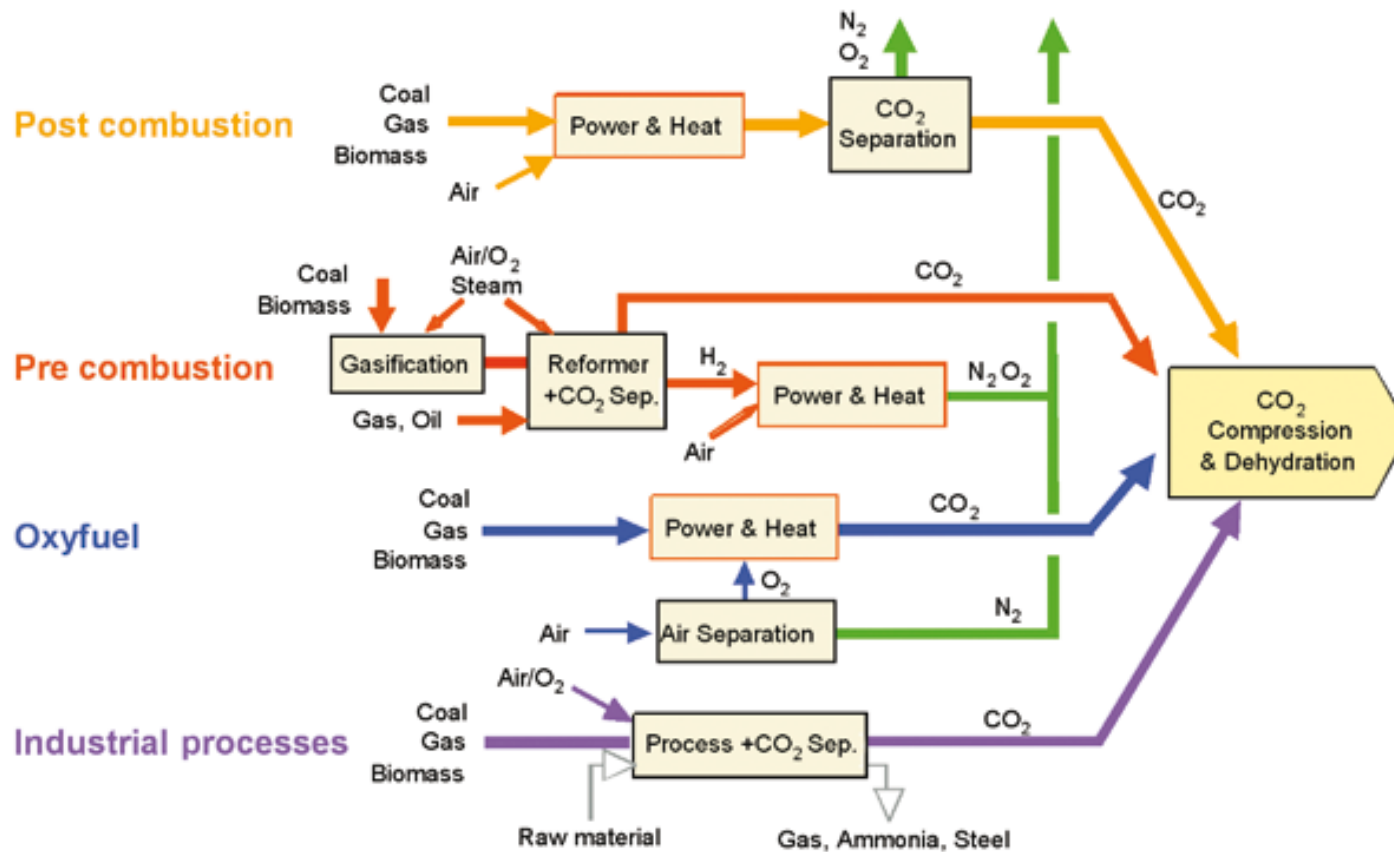 N₂
O₂
Post combustion
Coal
Gas
Biomass
Air
Power & Heat
CO₂
Separation
CO₂
Pre combustion
Coal
Biomass
Air/O₂
Steam
Gasification
Gas, Oil
Reformer
+CO₂ Sep.
CO₂
H₂
Air
Power & Heat
N₂ O₂
CO₂
Compression
& Dehydration
Oxyfuel
Coal
Gas
Biomass
Power & Heat
CO₂
O₂
Air
Air Separation
N₂
Industrial processes
Air/O₂
Coal
Gas
Biomass
Process +CO₂ Sep.
CO₂
Raw material
Gas, Ammonia, Steel